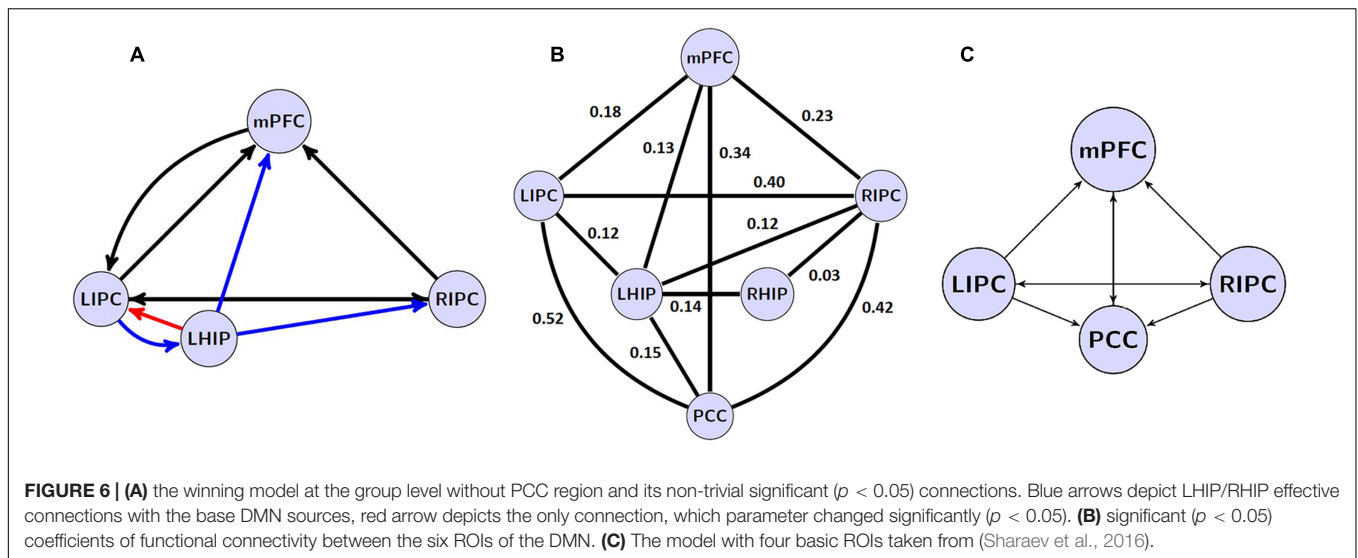 A
mPFC
LIPC
RIPC
LHIP
B
mPFC
0.18
0.23
0.13
0.34
LIPC
0.40
RIPC
0.12
0.12
LHIP
RHIP
0.03
0.14
0.52
0.42
0.15
PCC
C
mPFC
LIPC
RIPC
PCC
FIGURE 6 | (A) the winning model at the group level without PCC region and its non-trivial significant (p < 0.05) connections. Blue arrows depict LHIP/RHIP effective
connections with the base DMN sources, red arrow depicts the only connection, which parameter changed significantly (p < 0.05). (B) significant (p < 0.05)
coefficients of functional connectivity between the six ROIs of the DMN. (C) The model with four basic ROIs taken from (Sharaev et al., 2016).